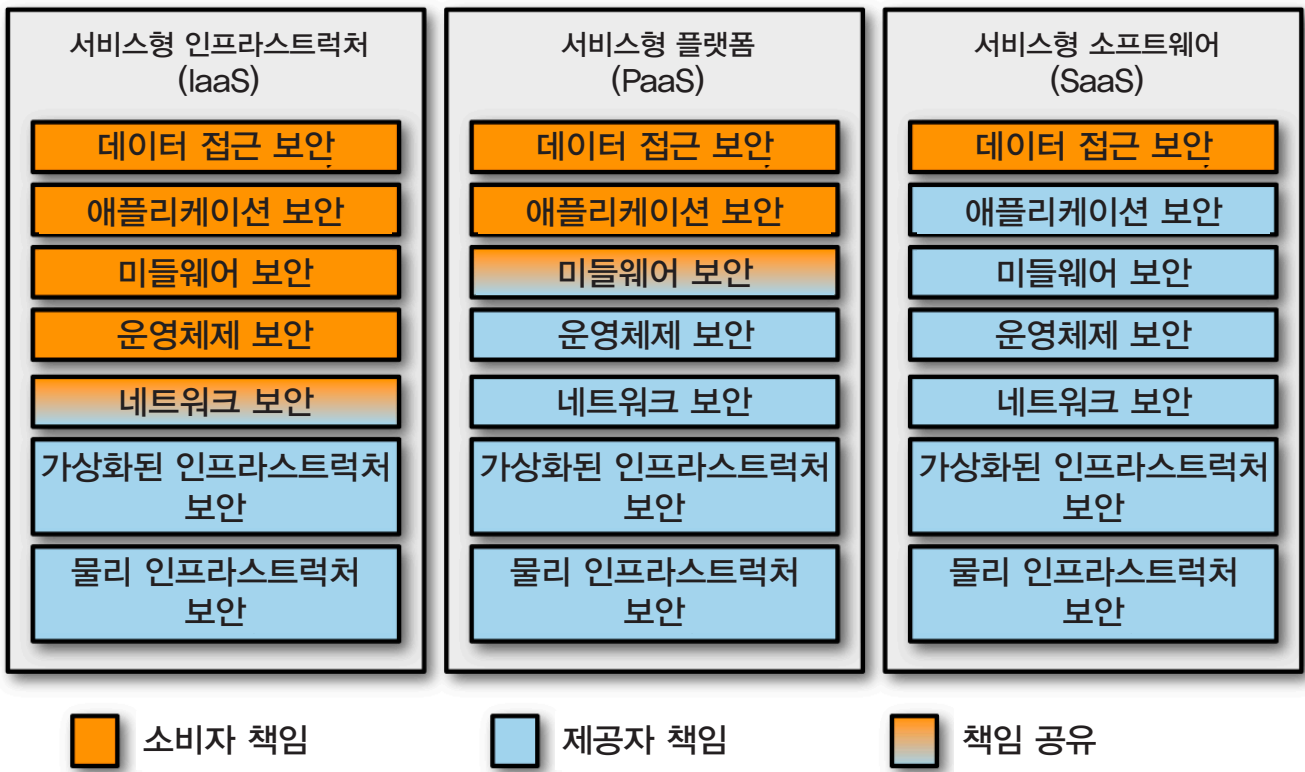 서비스형 인프라스트럭처
(IaaS)
데이터 접근 보안
애플리케이션 보안
미들웨어 보안
운영체제 보안
네트워크 보안
가상화된 인프라스트럭처
보안
물리 인프라스트럭처
보안
서비스형 플랫폼
(PaaS)
데이터 접근 보안
애플리케이션 보안
미들웨어 보안
운영체제 보안
네트워크 보안
가상화된 인프라스트럭처
보안
물리 인프라스트럭처
보안
서비스형 소프트웨어
(SaaS)
데이터 접근 보안
애플리케이션 보안
미들웨어 보안
운영체제 보안
네트워크 보안
가상화된 인프라스트럭처
보안
물리 인프라스트럭처
보안
소비자 책임
제공자 책임
책임 공유